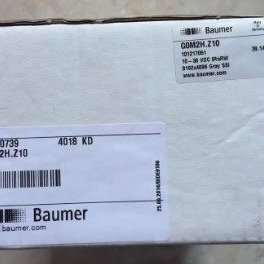 Baumer
G0M2H.Z10
101217051
10 - 30 VDC
8192x4096 Gray SSI
www.baumer.com
0739 4018 KD
2H.Z10
Baumer
w.baumer.com